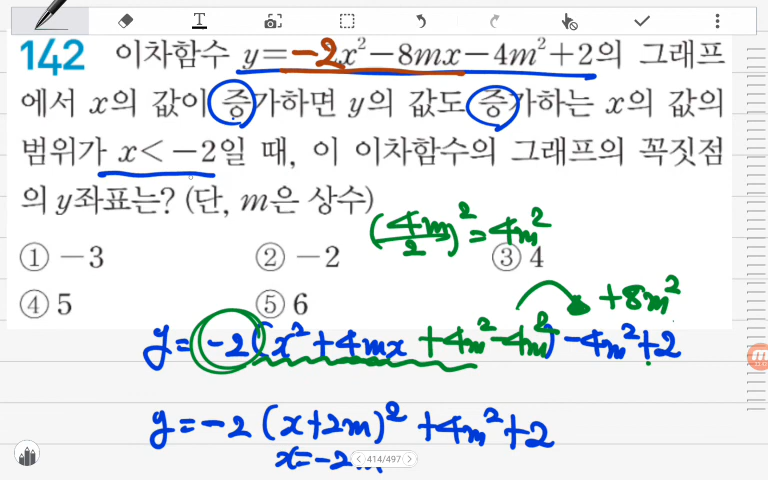 142 이차함수 y=-2x²-8mx-4m²+2의 그래프
에서 x의 값이 증가하면 y의 값도 증가하는 x의 값의
범위가 x<-2일 때, 이 이차함수의 그래프의 꼭짓점
의 y좌표는? (단, m은 상수)
(4m/2)²=4m²
① -3 ② -2 ③ 4
④ 5 ⑤ 6
+8m²
y=-2(x²+4mx+4m²-4m²)-4m²+2
y=-2(x+2m)²+4m²+2
x=-2m
414/497